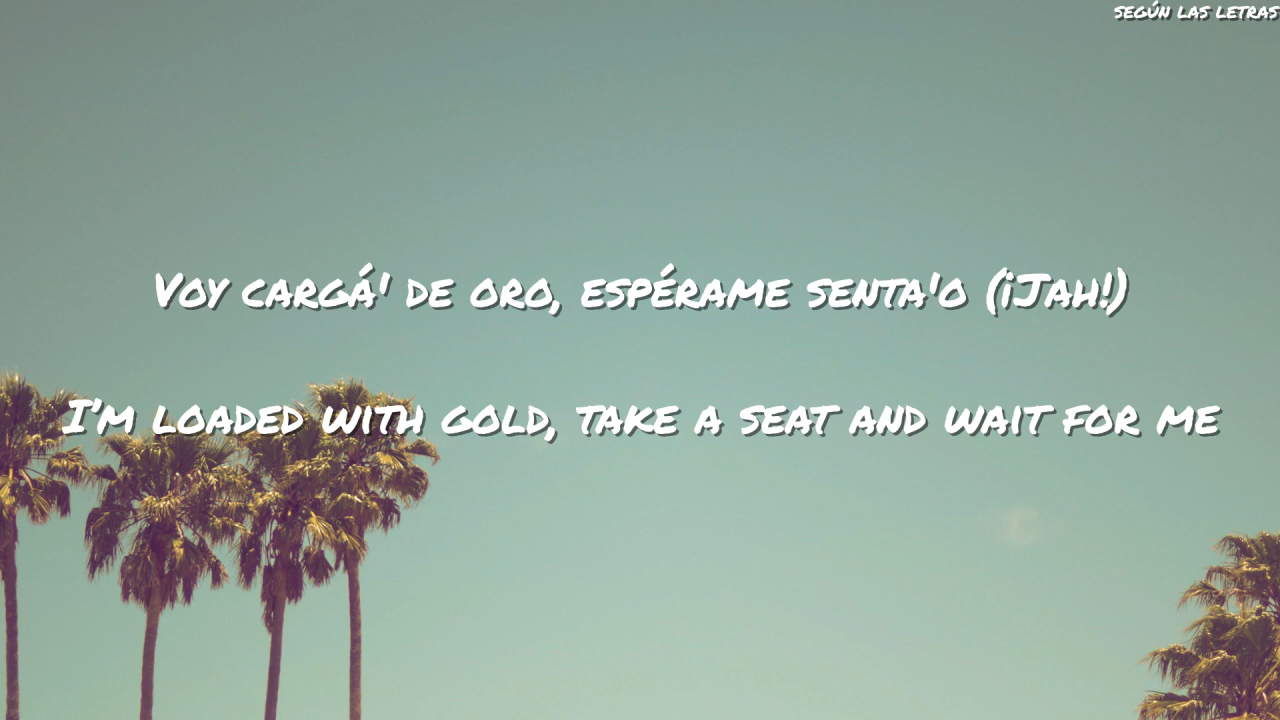 SEGÚN LAS LETRAS
VOY CARGÁ' DE ORO, ESPÉRAME SENTA'O (¡JAH!)
I'M LOADED WITH GOLD, TAKE A SEAT AND WAIT FOR ME